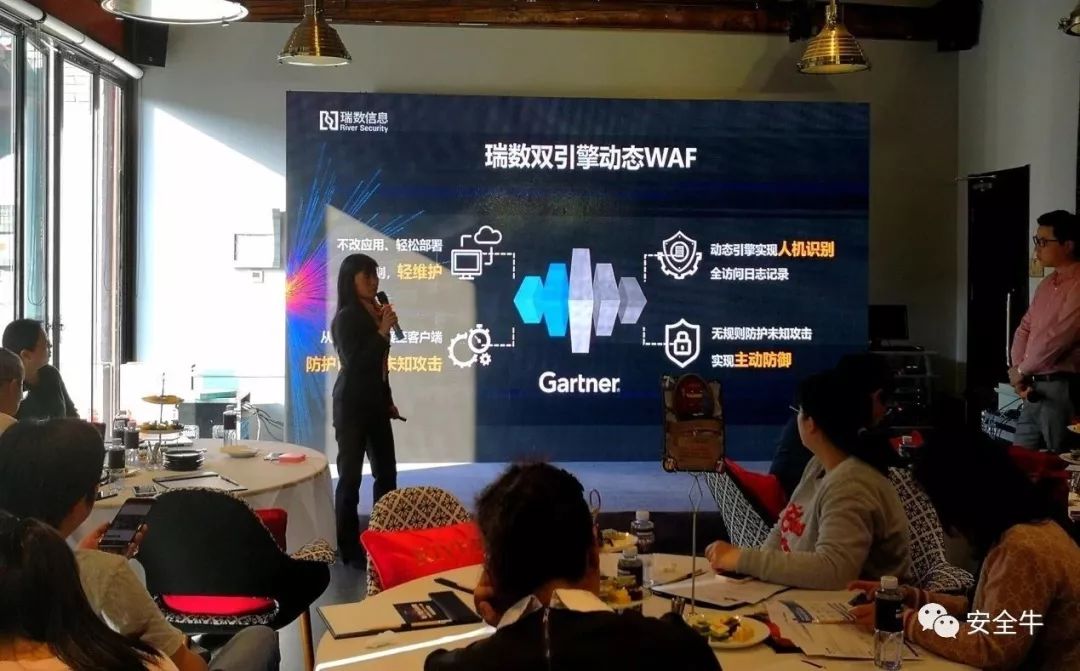 瑞数信息
River Security
瑞数双引擎动态WAF
不改应用、轻松部署
轻维护
动态引擎实现人机识别
全访问日志记录
从
至客户端
防护
未知攻击
无规则防护未知攻击
实现主动防御
Gartner
安全牛